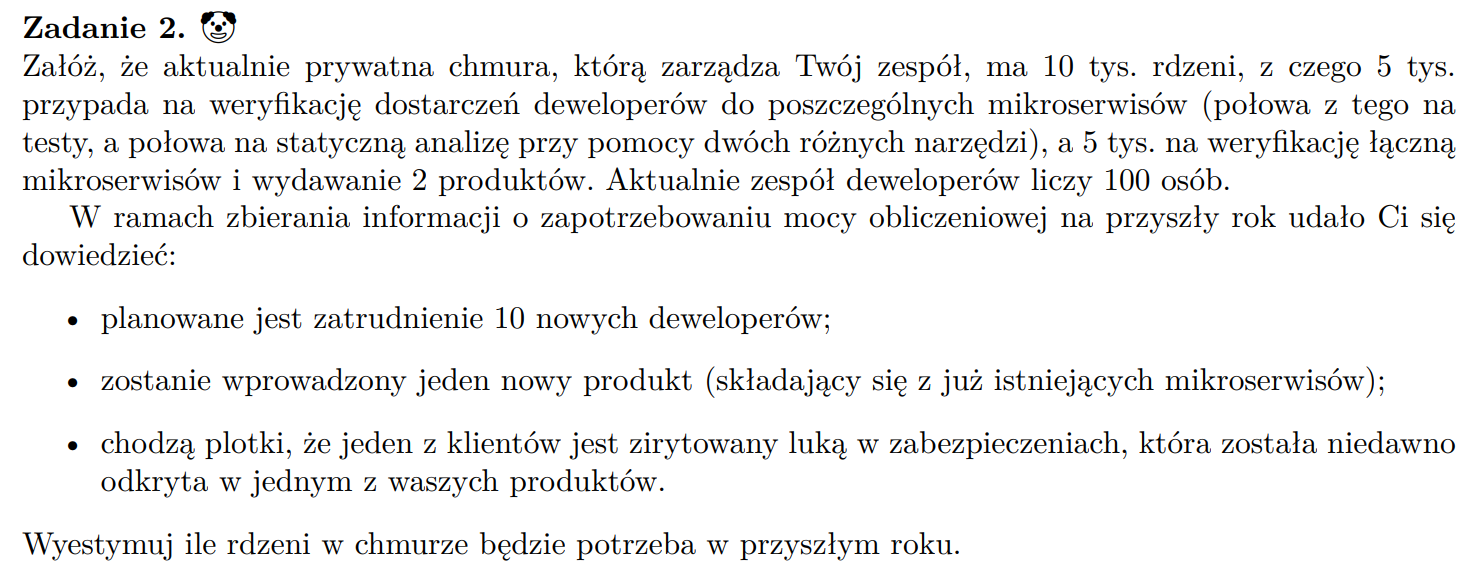 Zadanie 2. 🤡
Załóż, że aktualnie prywatna chmura, którą zarządza Twój zespół, ma 10 tys. rdzeni, z czego 5 tys.
przypada na weryfikację dostarczeń deweloperów do poszczególnych mikroserwisów (połowa z tego na
testy, a połowa na statyczną analizę przy pomocy dwóch różnych narzędzi), a 5 tys. na weryfikację łączną
mikroserwisów i wydawanie 2 produktów. Aktualnie zespół deweloperów liczy 100 osób.
W ramach zbierania informacji o zapotrzebowaniu mocy obliczeniowej na przyszły rok udało Ci się
dowiedzieć:
• planowane jest zatrudnienie 10 nowych deweloperów;
• zostanie wprowadzony jeden nowy produkt (składający się z już istniejących mikroserwisów);
• chodzą plotki, że jeden z klientów jest zirytowany luką w zabezpieczeniach, która została niedawno
odkryta w jednym z waszych produktów.
Wyestymuj ile rdzeni w chmurze będzie potrzeba w przyszłym roku.